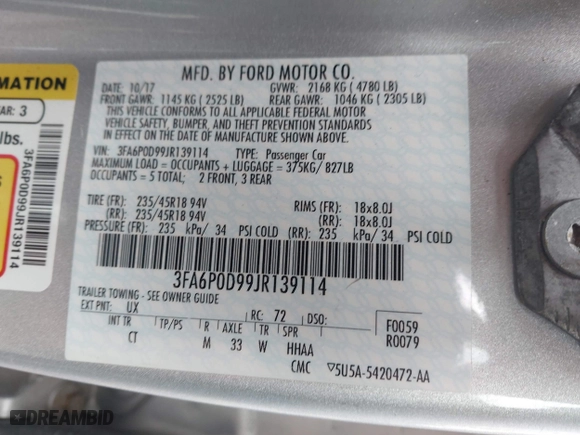 MFD. BY FORD MOTOR CO.
DATE: 10/17 GVWR: 2168 KG ( 4780 LB)
FRONT GAWR: 1145 KG ( 2525 LB) REAR GAWR: 1046 KG ( 2305 LB)
THIS VEHICLE CONFORMS TO ALL APPLICABLE FEDERAL MOTOR
VEHICLE SAFETY, BUMPER, AND THEFT PREVENTION STANDARDS
IN EFFECT ON THE DATE OF MANUFACTURE SHOWN ABOVE.
VIN: 3FA6P0D99JR139114 TYPE: Passenger Car
MAXIMUM LOAD = OCCUPANTS + LUGGAGE = 375KG/ 827LB
OCCUPANTS = 5 TOTAL; 2 FRONT, 3 REAR
TIRE (FR): 235/45R18 94V RIMS (FR): 18x8.0J
(RR): 235/45R18 94V (RR): 18x8.0J
PRESSURE (FR): 235 kPa/ 34 PSI COLD (RR): 235 kPa/ 34 PSI COLD
3FA6P0D99JR139114
TRAILER TOWING - SEE OWNER GUIDE
EXT PNT: UX RC: 72 DSO: F0059
R0079
INT TR TP/PS R AXLE TR SPR
CT M 33 W HHAA
CMC ▽5U5A-5420472-AA
RMATION
AR: 3
lbs.
3FA6P0D99JR139114
DREAMBID